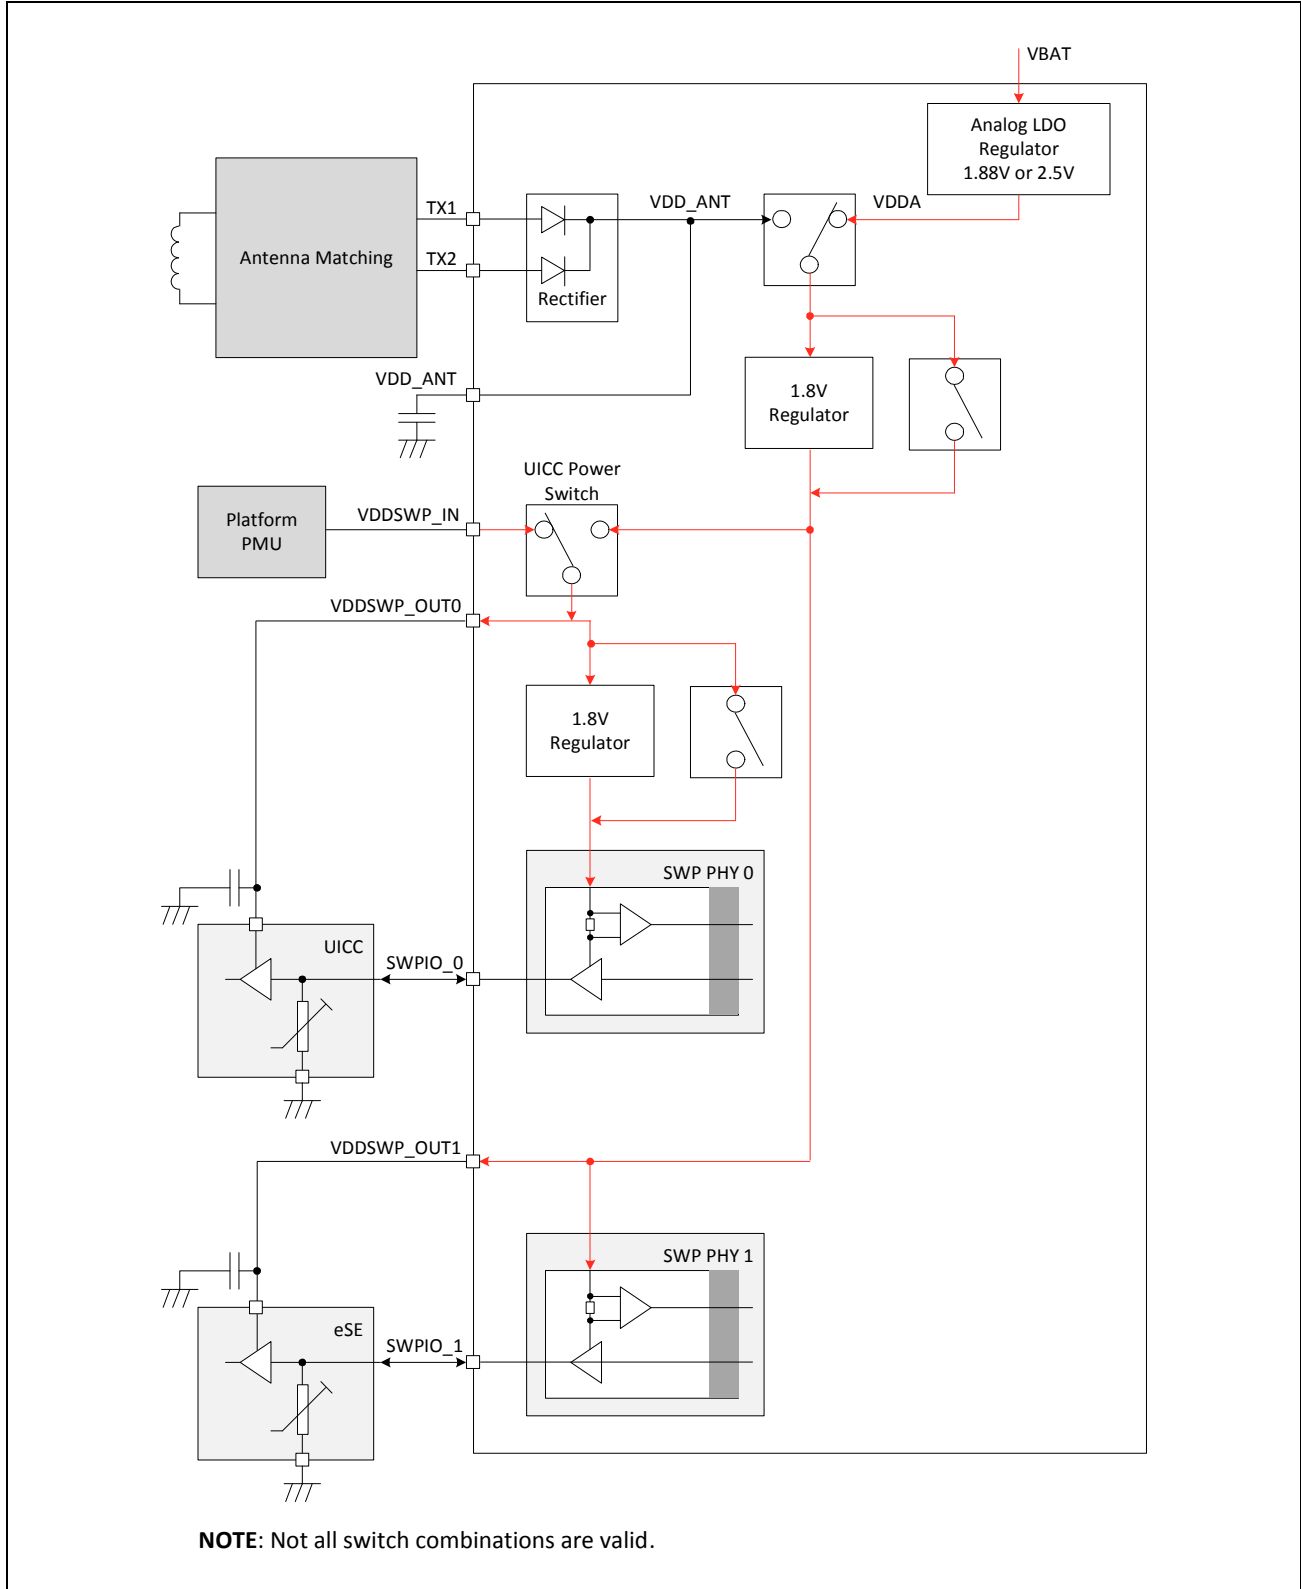 VBAT
Analog LDO
Regulator
1.88V or 2.5V
TX1
VDD_ANT
VDDA
Antenna Matching
TX2
Rectifier
VDD_ANT
1.8V
Regulator
UICC Power
Switch
Platform
PMU
VDDSWP_IN
VDDSWP_OUT0
1.8V
Regulator
SWP PHY 0
UICC
SWPIO_0
VDDSWP_OUT1
SWP PHY 1
eSE
SWPIO_1
NOTE: Not all switch combinations are valid.